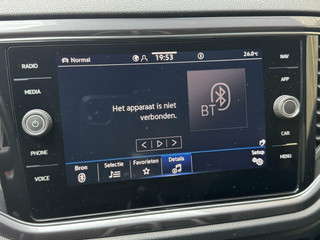 Normal 19:53 26.0°c
RADIO
MEDIA
PHONE
VOICE
NAV
APP
CAR
MENU
Het apparaat is niet
verbonden.
BT
Bron Selectie Favorieten Details Setup